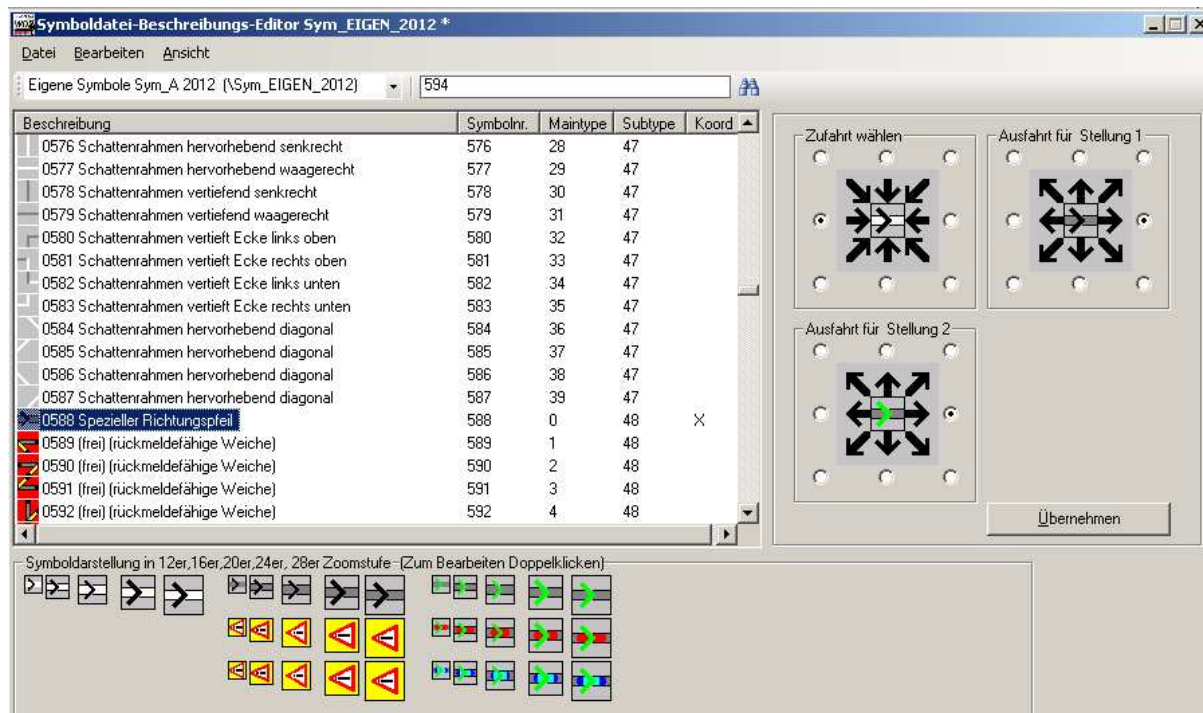 Symboldatei-Beschreibungs-Editor Sym_EIGEN_2012 *
Datei Bearbeiten Ansicht
Eigene Symbole Sym_A 2012 (\Sym_EIGEN_2012) 594
Beschreibung Symbolnr. Maintype Subtype Koord
0576 Schattenrahmen hervorhebend senkrecht 576 28 47
0577 Schattenrahmen hervorhebend waagerecht 577 29 47
0578 Schattenrahmen vertiefend senkrecht 578 30 47
0579 Schattenrahmen vertiefend waagerecht 579 31 47
0580 Schattenrahmen vertieft Ecke links oben 580 32 47
0581 Schattenrahmen vertieft Ecke rechts oben 581 33 47
0582 Schattenrahmen vertieft Ecke links unten 582 34 47
0583 Schattenrahmen vertieft Ecke rechts unten 583 35 47
0584 Schattenrahmen hervorhebend diagonal 584 36 47
0585 Schattenrahmen hervorhebend diagonal 585 37 47
0586 Schattenrahmen hervorhebend diagonal 586 38 47
0587 Schattenrahmen hervorhebend diagonal 587 39 47
0588 Spezieller Richtungspfeil 588 0 48 X
0589 (frei) (rückmeldefähige Weiche) 589 1 48
0590 (frei) (rückmeldefähige Weiche) 590 2 48
0591 (frei) (rückmeldefähige Weiche) 591 3 48
0592 (frei) (rückmeldefähige Weiche) 592 4 48
Zufahrt wählen
Ausfahrt für Stellung 1
Ausfahrt für Stellung 2
Übernehmen
Symboldarstellung in 12er,16er,20er,24er, 28er Zoomstufe (Zum Bearbeiten Doppelklicken)